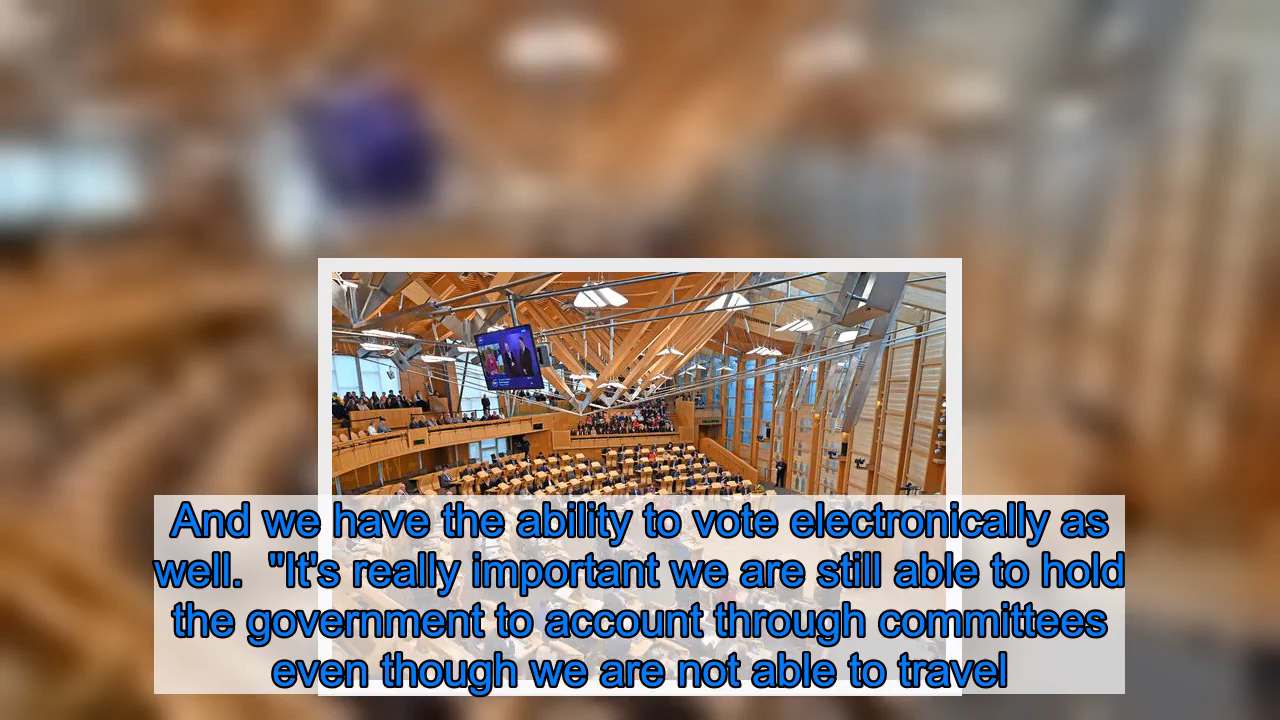 And we have the ability to vote electronically as
well.  "It's really important we are still able to hold
the government to account through committees
even though we are not able to travel